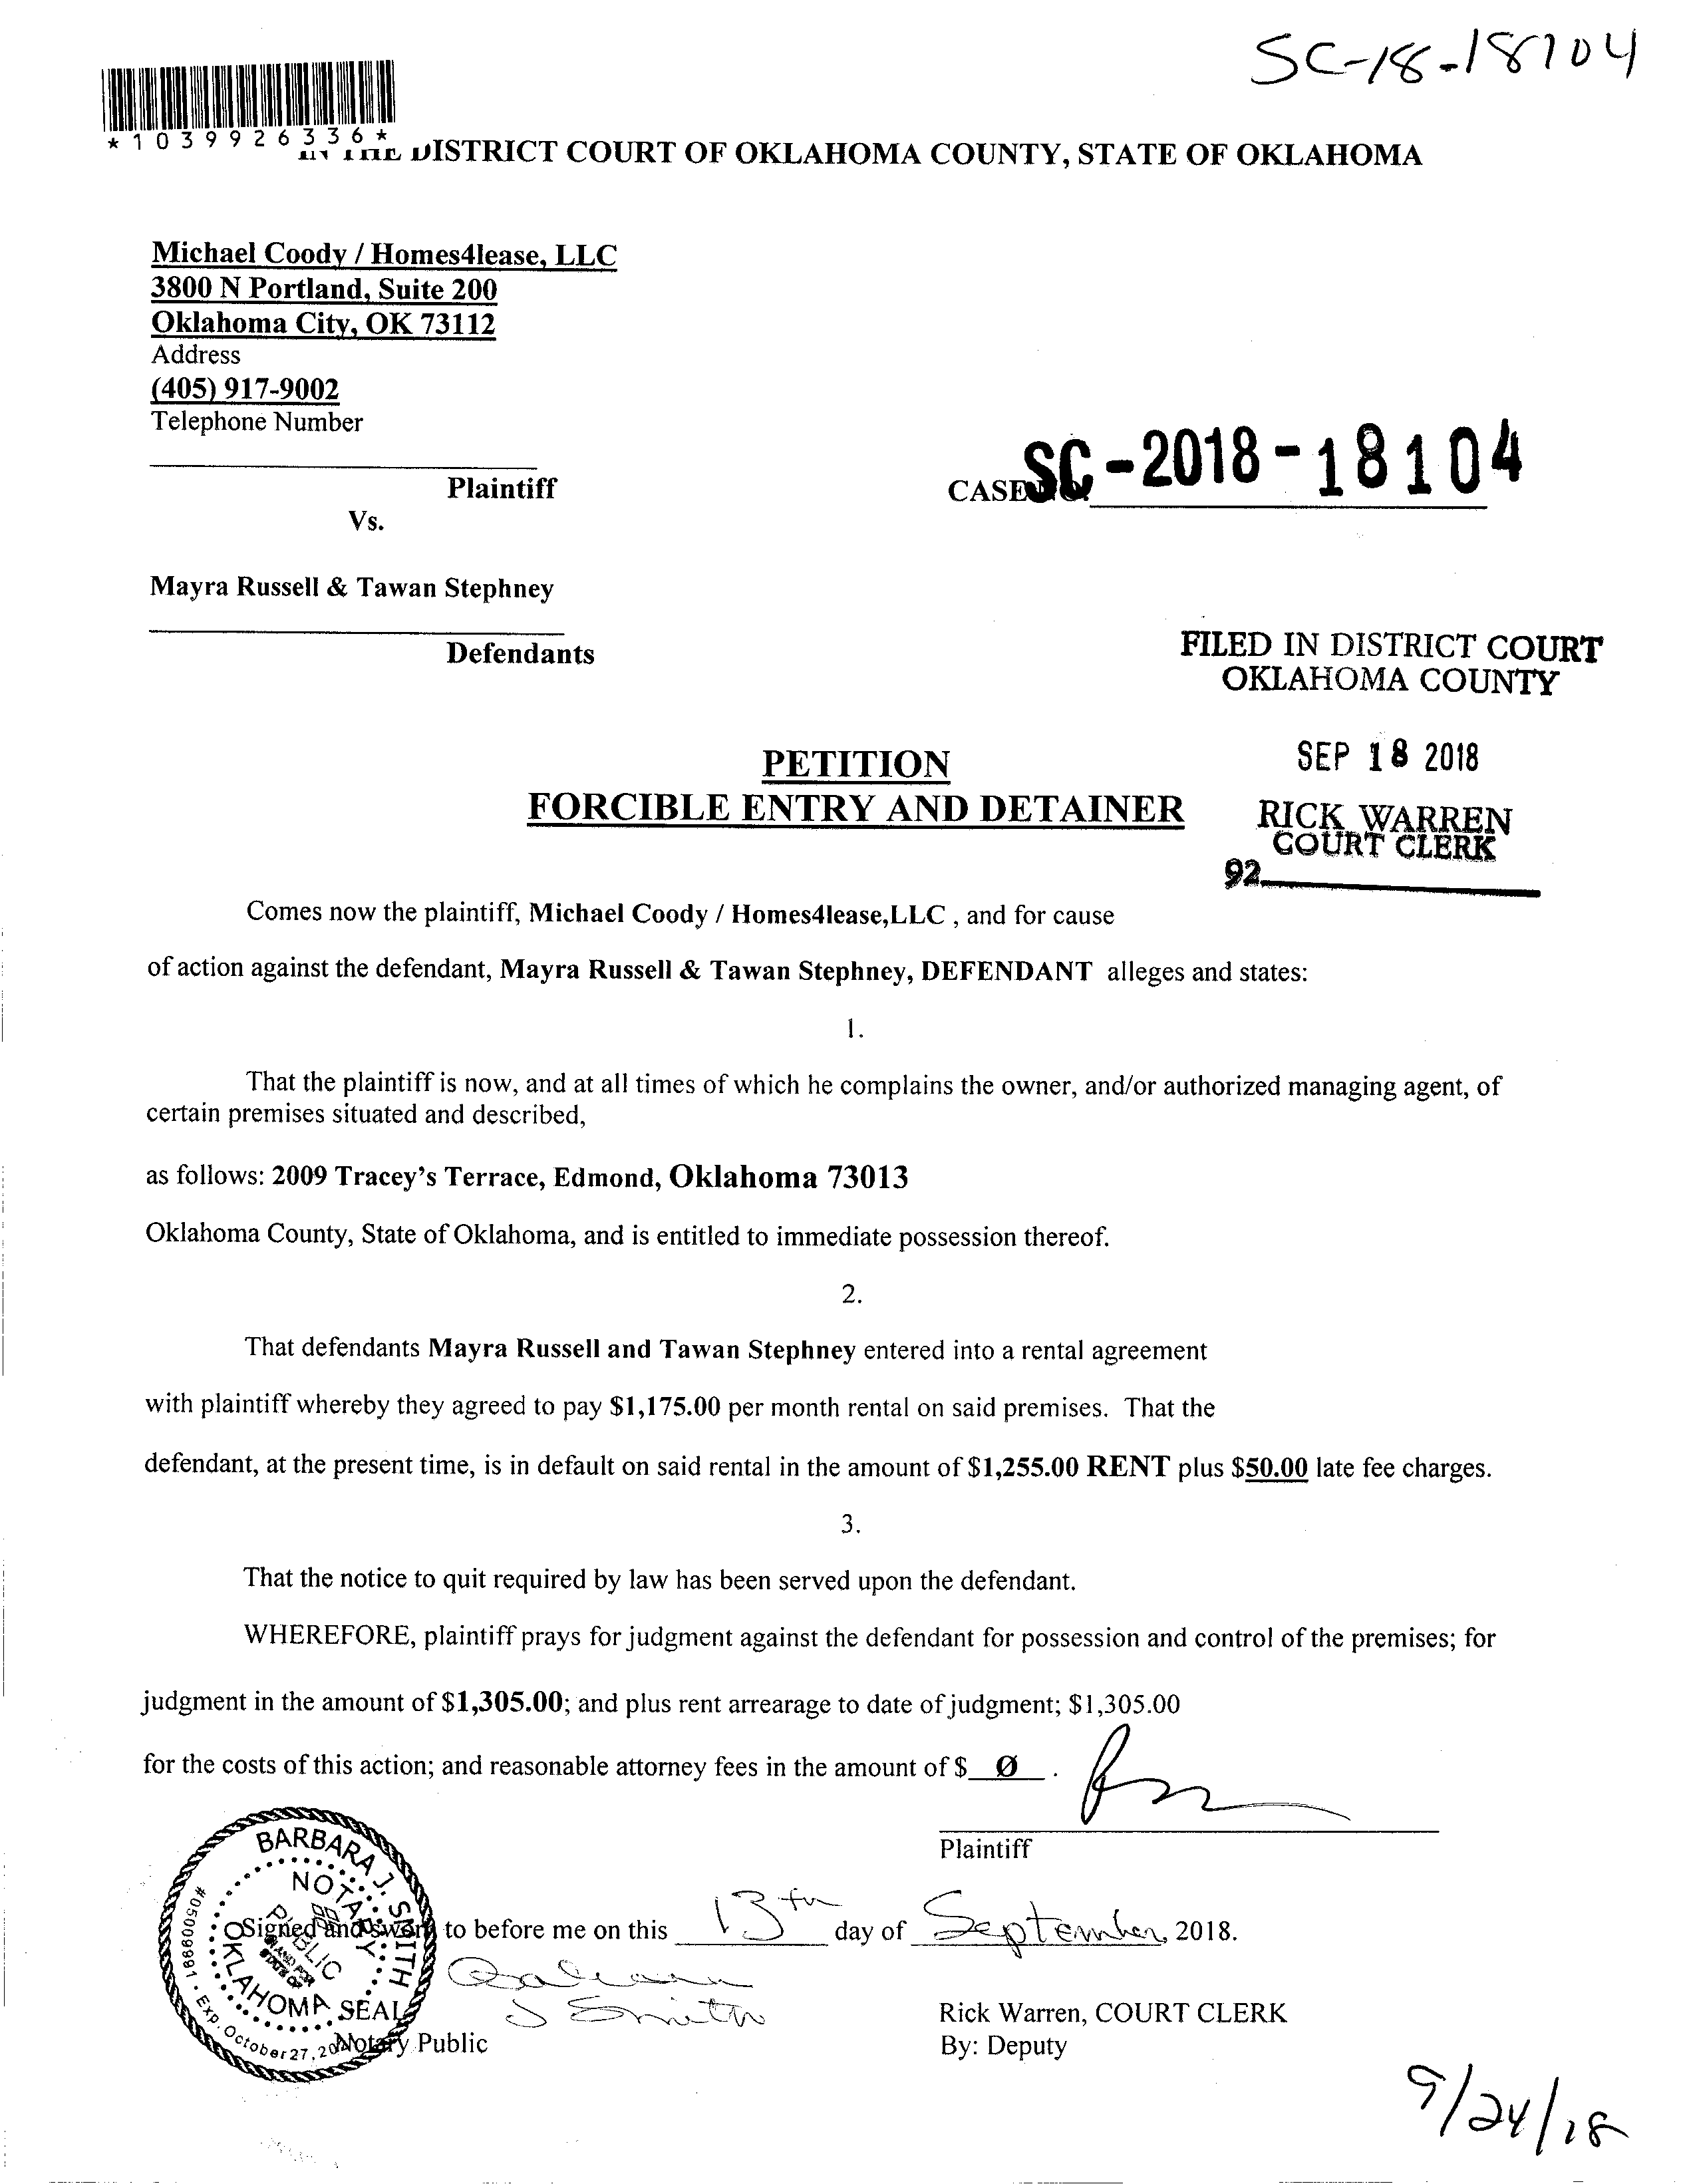 SC-18-18104
*1039926336*
IN THE DISTRICT COURT OF OKLAHOMA COUNTY, STATE OF OKLAHOMA
Michael Coody / Homes4lease, LLC
3800 N Portland, Suite 200
Oklahoma City, OK 73112
Address
(405) 917-9002
Telephone Number
Plaintiff
CASE NO. SC-2018-18104
Vs.
Mayra Russell & Tawan Stephney
Defendants
FILED IN DISTRICT COURT
OKLAHOMA COUNTY
SEP 18 2018
RICK WARREN
COURT CLERK
92
PETITION
FORCIBLE ENTRY AND DETAINER
Comes now the plaintiff, Michael Coody / Homes4lease,LLC , and for cause
of action against the defendant, Mayra Russell & Tawan Stephney, DEFENDANT alleges and states:
1.
That the plaintiff is now, and at all times of which he complains the owner, and/or authorized managing agent, of
certain premises situated and described,
as follows: 2009 Tracey's Terrace, Edmond, Oklahoma 73013
Oklahoma County, State of Oklahoma, and is entitled to immediate possession thereof.
2.
That defendants Mayra Russell and Tawan Stephney entered into a rental agreement
with plaintiff whereby they agreed to pay $1,175.00 per month rental on said premises. That the
defendant, at the present time, is in default on said rental in the amount of $1,255.00 RENT plus $50.00 late fee charges.
3.
That the notice to quit required by law has been served upon the defendant.
WHEREFORE, plaintiff prays for judgment against the defendant for possession and control of the premises; for
judgment in the amount of $1,305.00; and plus rent arrearage to date of judgment; $1,305.00
for the costs of this action; and reasonable attorney fees in the amount of $ Ø .
Plaintiff
BARBARA J. SMITH
NOTARY
PUBLIC
IN AND FOR
STATE OF
OKLAHOMA
SEAL
#05009991 · Exp. October 27, 20
Signed and sworn to before me on this 13th day of September, 2018.
Barbara
J Smith
Notary Public
Rick Warren, COURT CLERK
By: Deputy
9/24/18